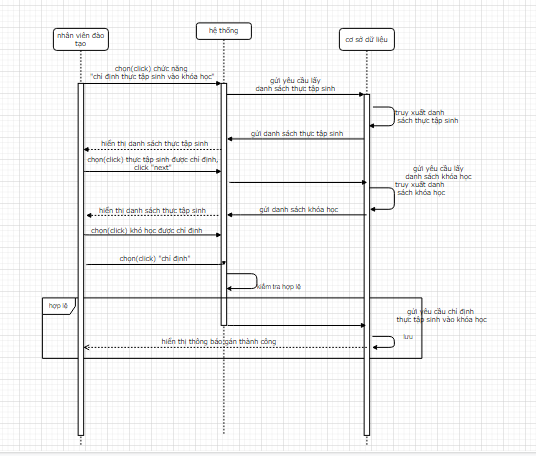 nhân viên đào
tạo
hệ thống
cơ sở dữ liệu
chọn(click) chức năng
"chỉ định thực tập sinh vào khóa học"
gửi yêu cầu lấy
danh sách thực tập sinh
truy xuất danh
sách thực tập sinh
gửi danh sách thực tập sinh
hiển thị danh sách thực tập sinh
chọn(click) thực tập sinh được chỉ định,
click "next"
gửi yêu cầu lấy
danh sách khóa học
truy xuất danh
sách khóa học
hiển thị danh sách thực tập sinh
gửi danh sách khóa học
chọn(click) khó học được chỉ định
chọn(click) "chỉ định"
kiểm tra hợp lệ
hợp lệ
gửi yêu cầu chỉ định
thực tập sinh vào khóa học
lưu
hiển thị thông báo gán thành công